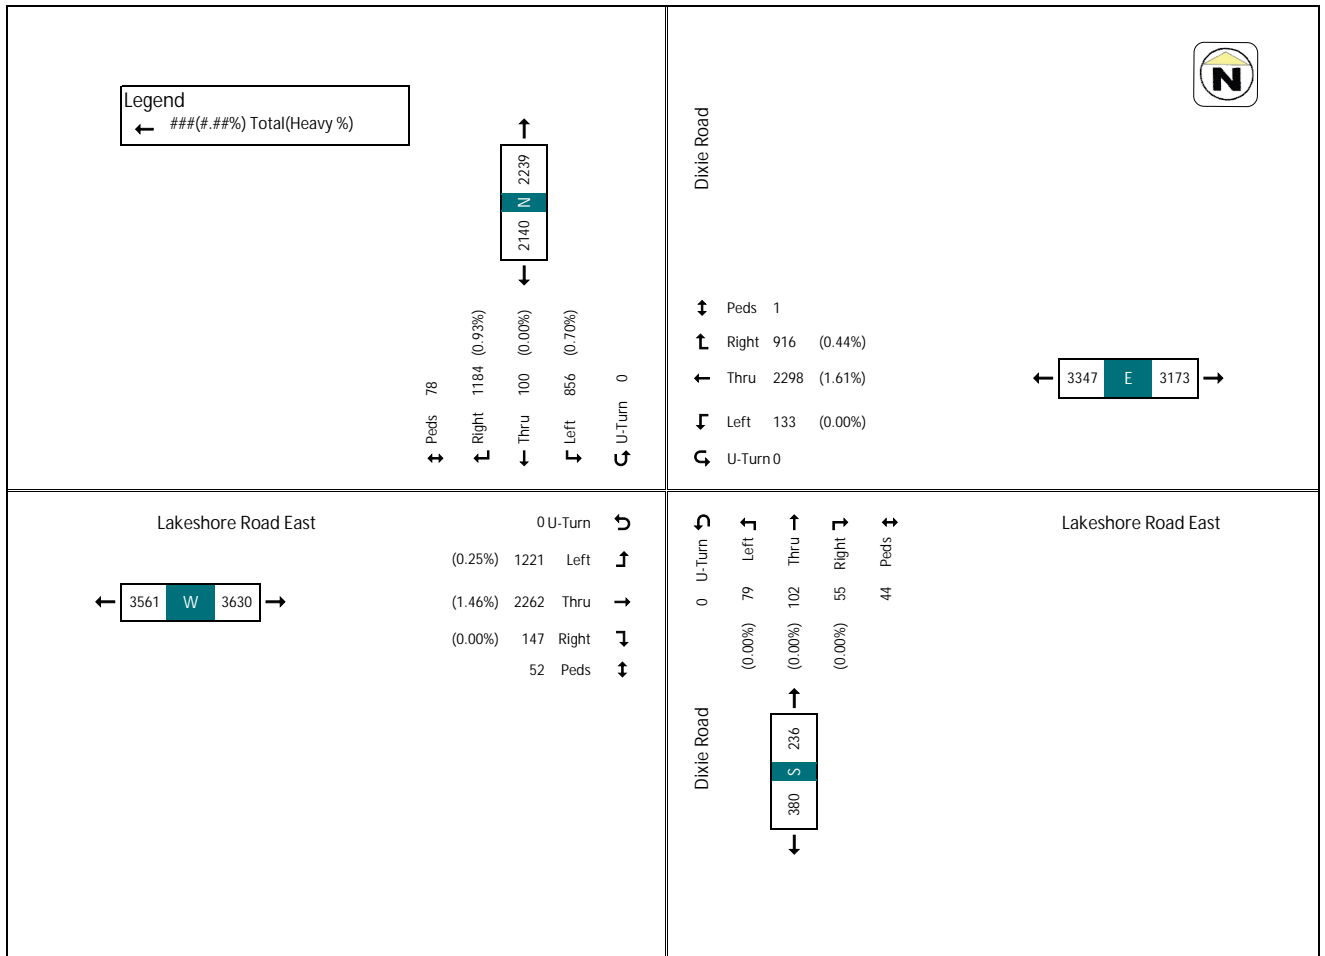 Legend
###(#.##%) Total(Heavy %)
2239
N
2140
Peds 78
Right 1184 (0.93%)
Thru 100 (0.00%)
Left 856 (0.70%)
U-Turn 0
N
Dixie Road
Peds 1
Right 916 (0.44%)
Thru 2298 (1.61%)
Left 133 (0.00%)
U-Turn 0
3347 E 3173
Lakeshore Road East
0 U-Turn
(0.25%) 1221 Left
(1.46%) 2262 Thru
(0.00%) 147 Right
52 Peds
3561 W 3630
0 U-Turn
(0.00%) 79 Left
(0.00%) 102 Thru
(0.00%) 55 Right
44 Peds
Lakeshore Road East
Dixie Road
236
S
380